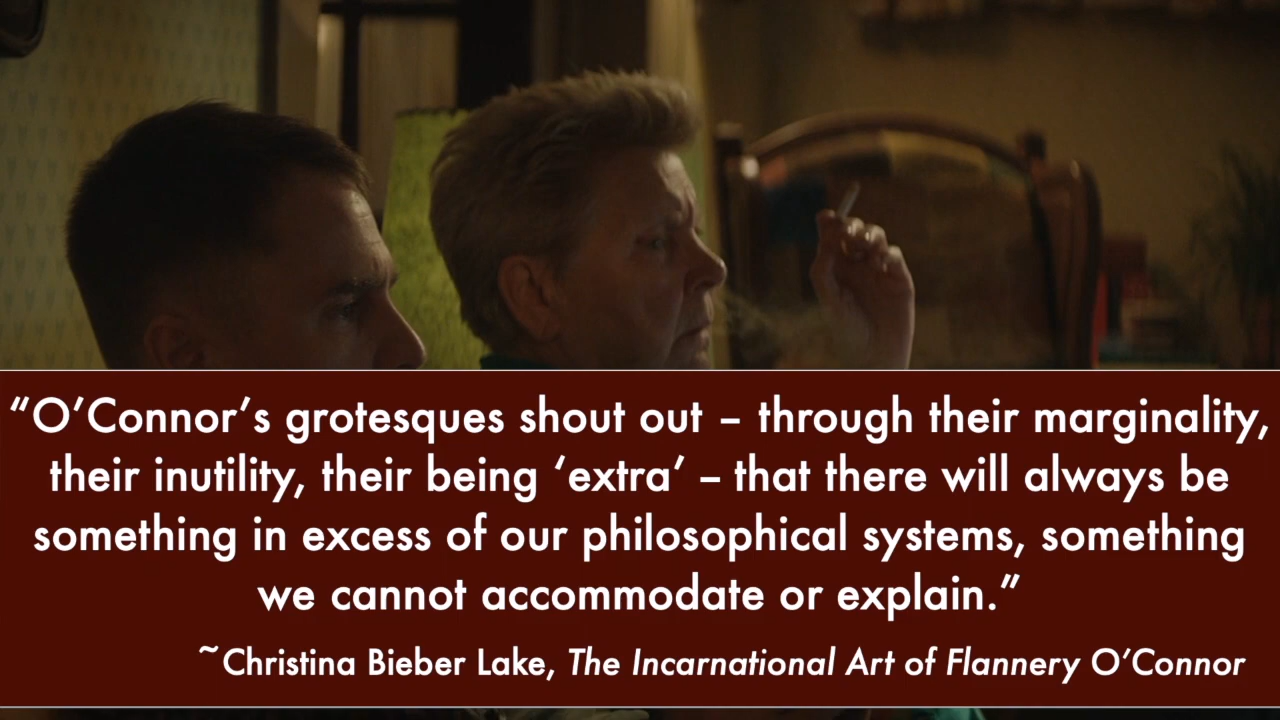 “O’Connor’s grotesques shout out – through their marginality,
their inutility, their being ‘extra’ – that there will always be
something in excess of our philosophical systems, something
we cannot accommodate or explain.”
~Christina Bieber Lake, The Incarnational Art of Flannery O’Connor